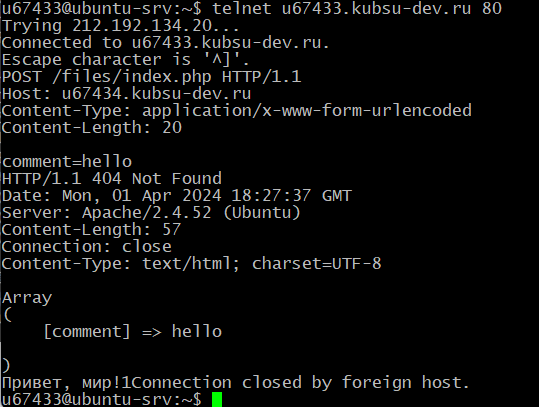 u67433@ubuntu-srv:~$ telnet u67433.kubsu-dev.ru 80
Trying 212.192.134.20...
Connected to u67433.kubsu-dev.ru.
Escape character is '^]'.
POST /files/index.php HTTP/1.1
Host: u67434.kubsu-dev.ru
Content-Type: application/x-www-form-urlencoded
Content-Length: 20

comment=hello
HTTP/1.1 404 Not Found
Date: Mon, 01 Apr 2024 18:27:37 GMT
Server: Apache/2.4.52 (Ubuntu)
Content-Length: 57
Connection: close
Content-Type: text/html; charset=UTF-8

Array
(
    [comment] => hello

)
Привет, мир!1Connection closed by foreign host.
u67433@ubuntu-srv:~$